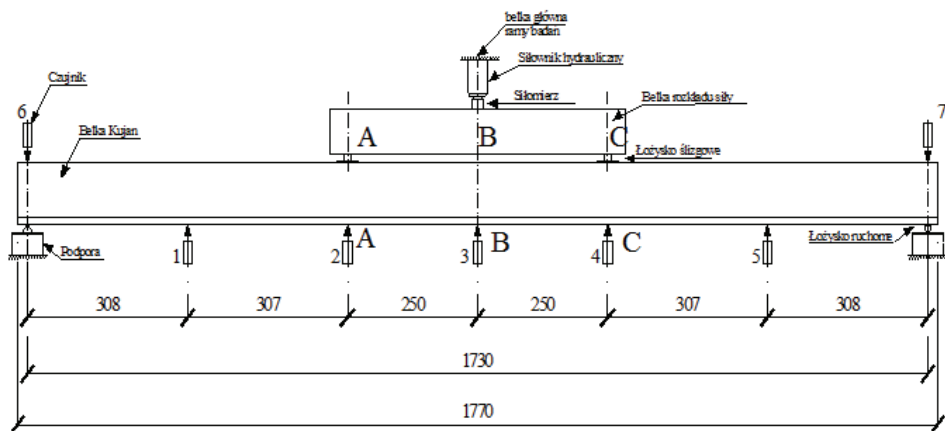 belka główna
ramy badań
Siłownik hydrauliczny
Czujnik
Siłomierz
Belka rozkładu siły
6
7
Belka Kujan
A
B
C
Łożysko ślizgowe
Podpora
1
2
A
3
B
4
C
5
Łożysko ruchome
308
307
250
250
307
308
1730
1770